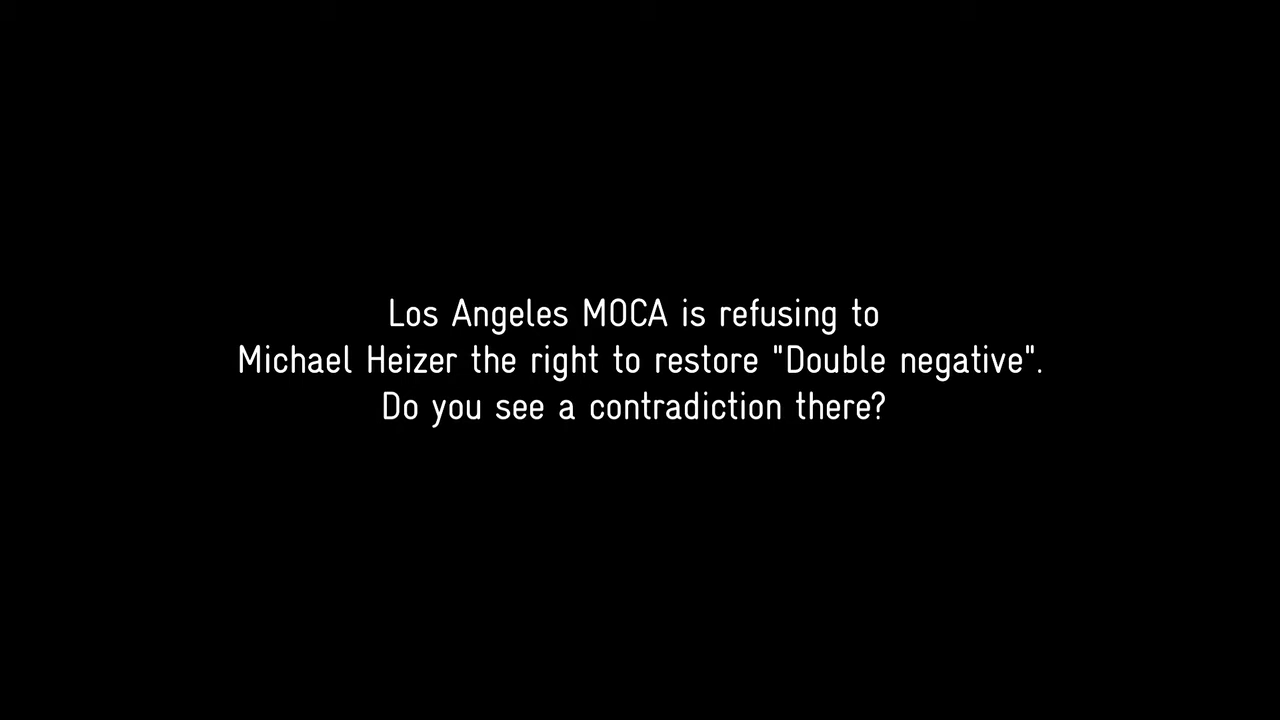 Los Angeles MOCA is refusing to
Michael Heizer the right to restore "Double negative".
Do you see a contradiction there?